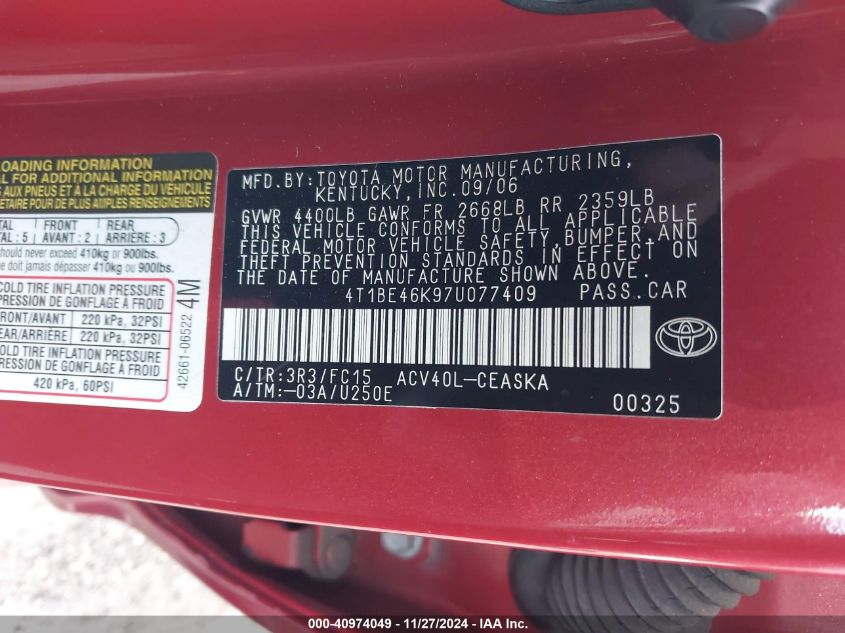 LOADING INFORMATION
AL FOR ADDITIONAL INFORMATION
AUX PNEUS ET A LA CHARGE DU VÉHICULE
ÉTAIRE POUR DE PLUS AMPLES RENSEIGNEMENTS
TAL FRONT REAR
TAL : 5 AVANT : 2 ARRIÈRE : 3
should never exceed 410kg or 900lbs.
e doit jamais dépasser 410kg ou 900lbs.
COLD TIRE INFLATION PRESSURE
PRESSION DE GONFLAGE À FROID
FRONT/AVANT 220 kPa, 32PSI
REAR/ARRIÈRE 220 kPa, 32PSI
COLD TIRE INFLATION PRESSURE
PRESSION DE GONFLAGE À FROID
420 kPa, 60PSI
42661-06522 4M
MFD.BY:TOYOTA MOTOR MANUFACTURING,
KENTUCKY, INC.09/06
GVWR 4400LB GAWR FR 2668LB RR 2359LB
THIS VEHICLE CONFORMS TO ALL APPLICABLE
FEDERAL MOTOR VEHICLE SAFETY,BUMPER,AND
THEFT PREVENTION STANDARDS IN EFFECT ON
THE DATE OF MANUFACTURE SHOWN ABOVE.
4T1BE46K97U077409 PASS.CAR
C/TR:3R3/FC15 ACV40L-CEASKA
A/TM:-03A/U250E
00325
000-40974049 - 11/27/2024 - IAA, Inc.